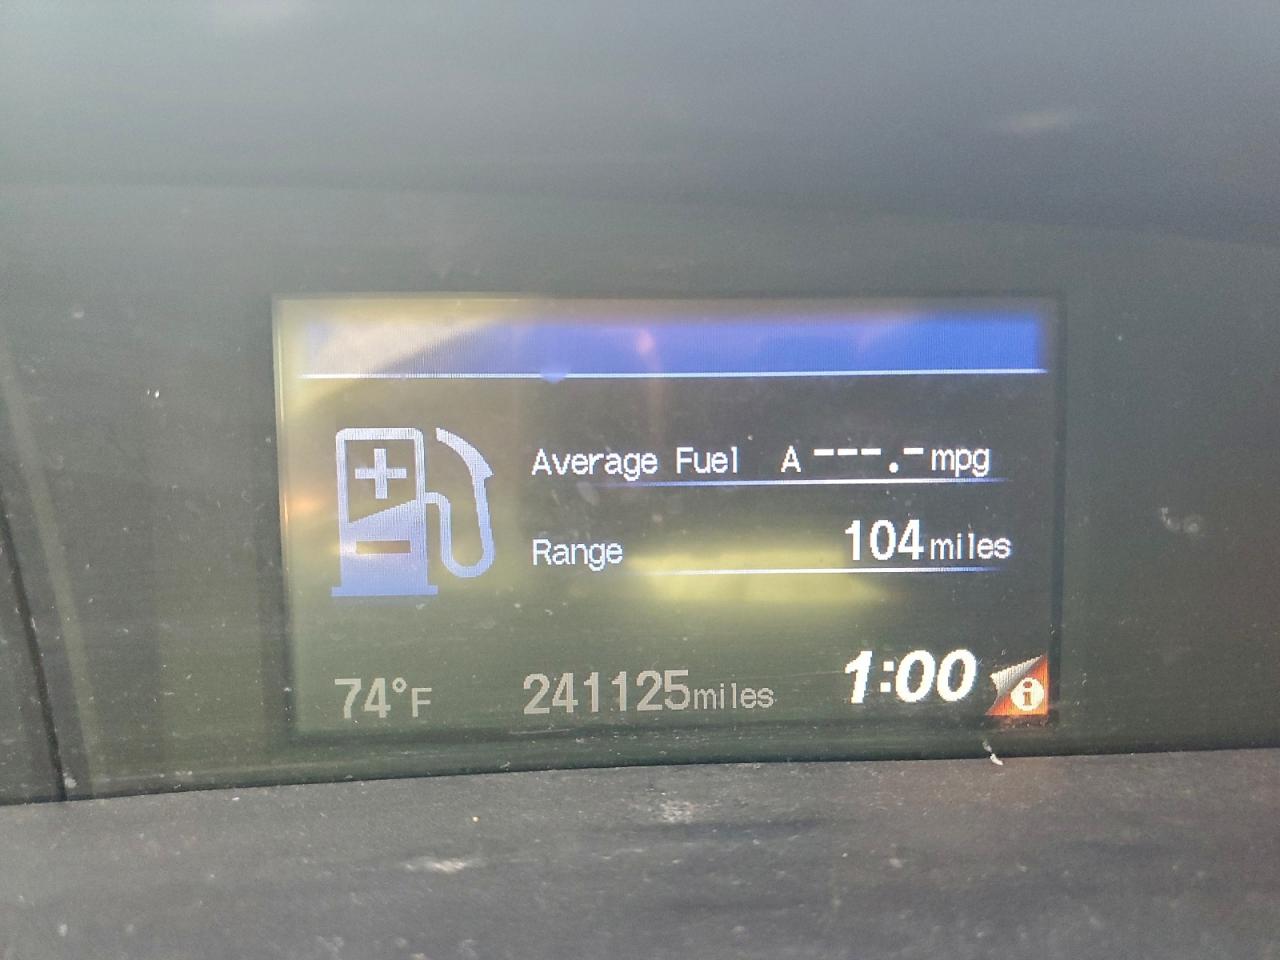 Average Fuel A ---.- mpg
Range 104 miles
74°F 241125 miles 1:00 i